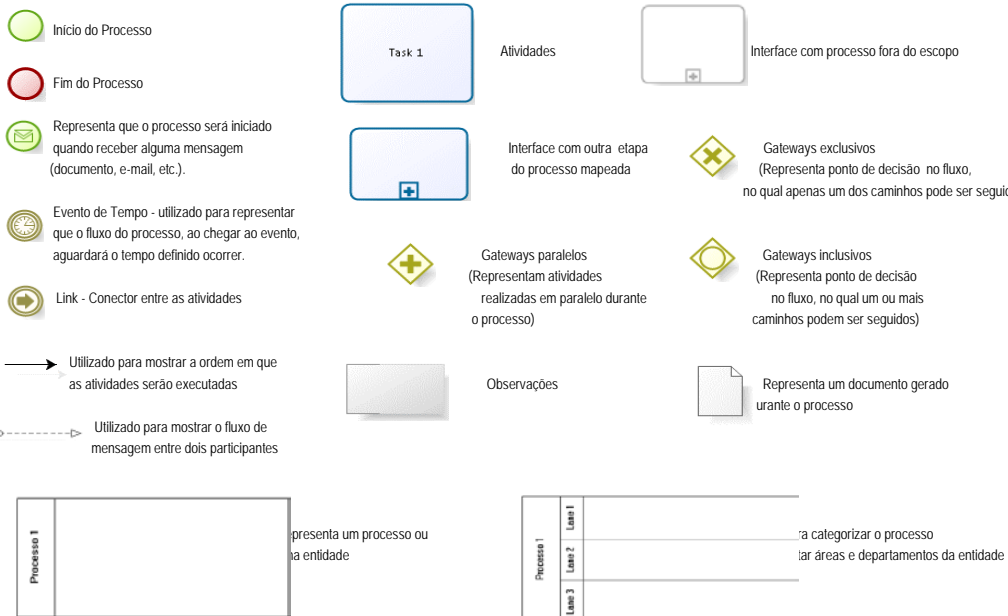 Início do Processo
Fim do Processo
Representa que o processo será iniciado
quando receber alguma mensagem
(documento, e-mail, etc.).
Evento de Tempo - utilizado para representar
que o fluxo do processo, ao chegar ao evento,
aguardará o tempo definido ocorrer.
Link - Conector entre as atividades
Utilizado para mostrar a ordem em que
as atividades serão executadas
Utilizado para mostrar o fluxo de
mensagem entre dois participantes
Task 1
Atividades
Interface com outra etapa
do processo mapeada
Gateways paralelos
(Representam atividades
realizadas em paralelo durante
o processo)
Observações
Interface com processo fora do escopo
Gateways exclusivos
(Representa ponto de decisão no fluxo,
no qual apenas um dos caminhos pode ser
Gateways inclusivos
(Representa ponto de decisão
no fluxo, no qual um ou mais
caminhos podem ser seguidos)
Representa um documento gerado
urante o processo
Processo 1
epresenta um processo ou
entidade
Processo 1
Lane 1
Lane 2
Lane 3
categorizar o processo
áreas e departamentos da entidade